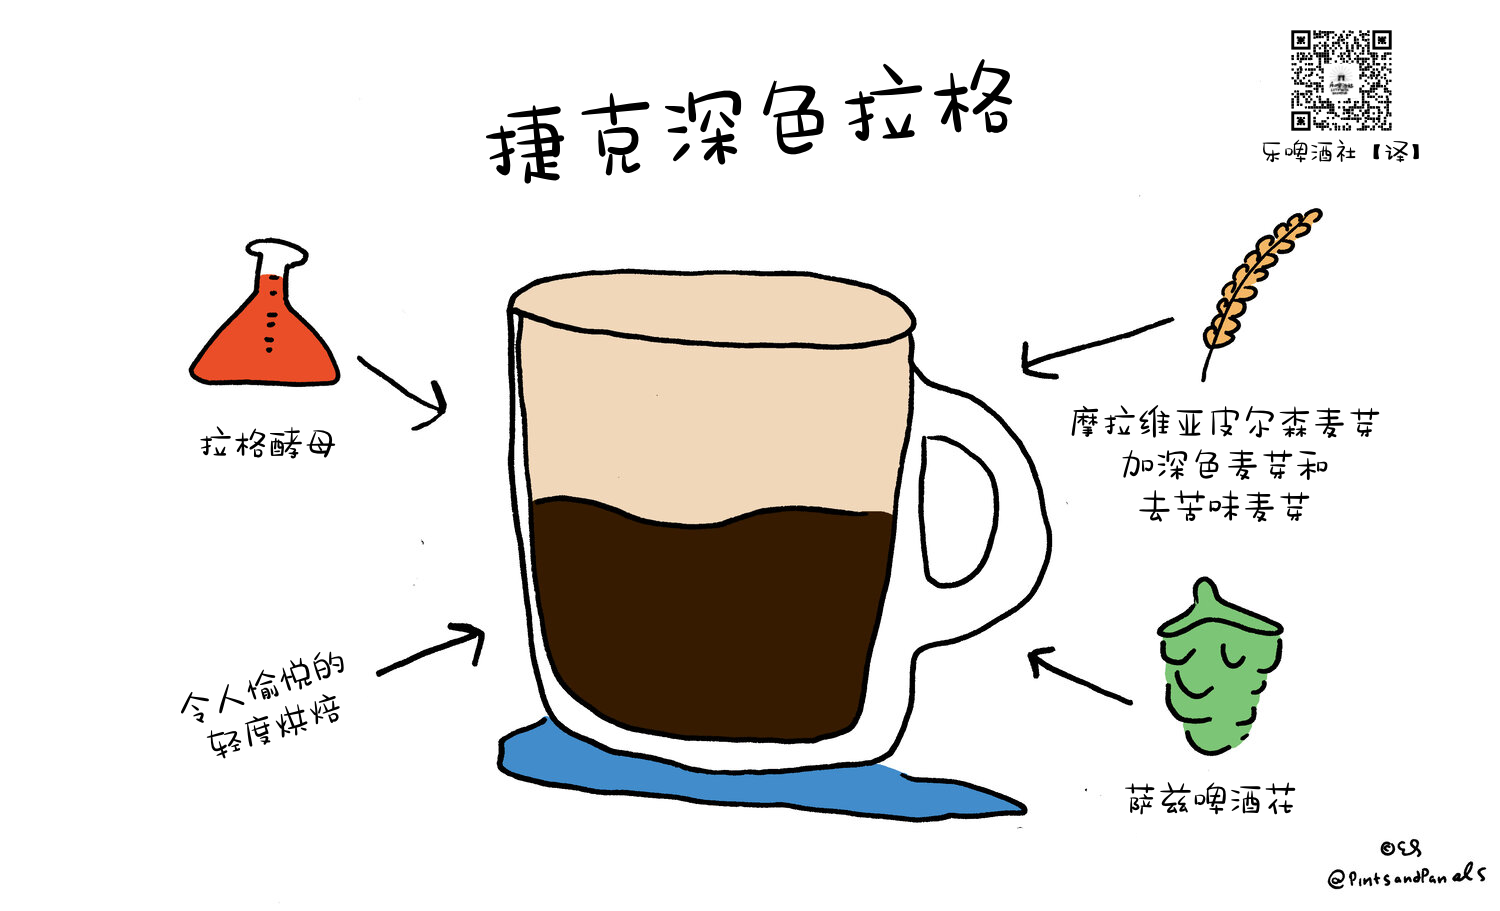 捷克深色拉格
乐啤酒社【译】
拉格酵母
摩拉维亚皮尔森麦芽
加深色麦芽和
去苦味麦芽
令人愉悦的
轻度烘焙
萨兹啤酒花
@PintsandPanels